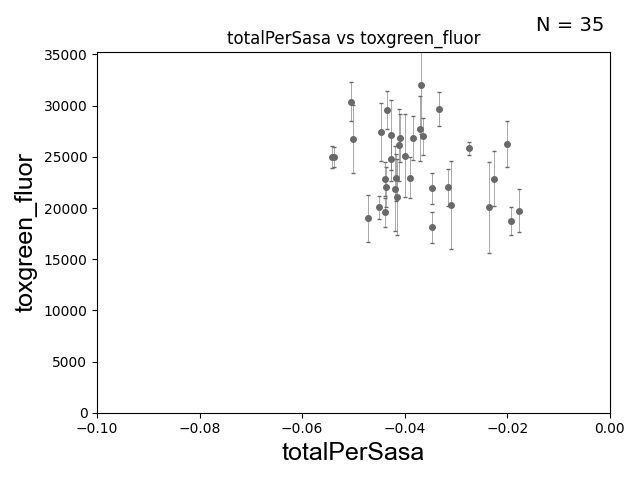 N = 35
totalPerSasa vs toxgreen_fluor
35000
30000
25000
20000
15000
10000
5000
0
toxgreen_fluor
−0.10 −0.08 −0.06 −0.04 −0.02 0.00
totalPerSasa